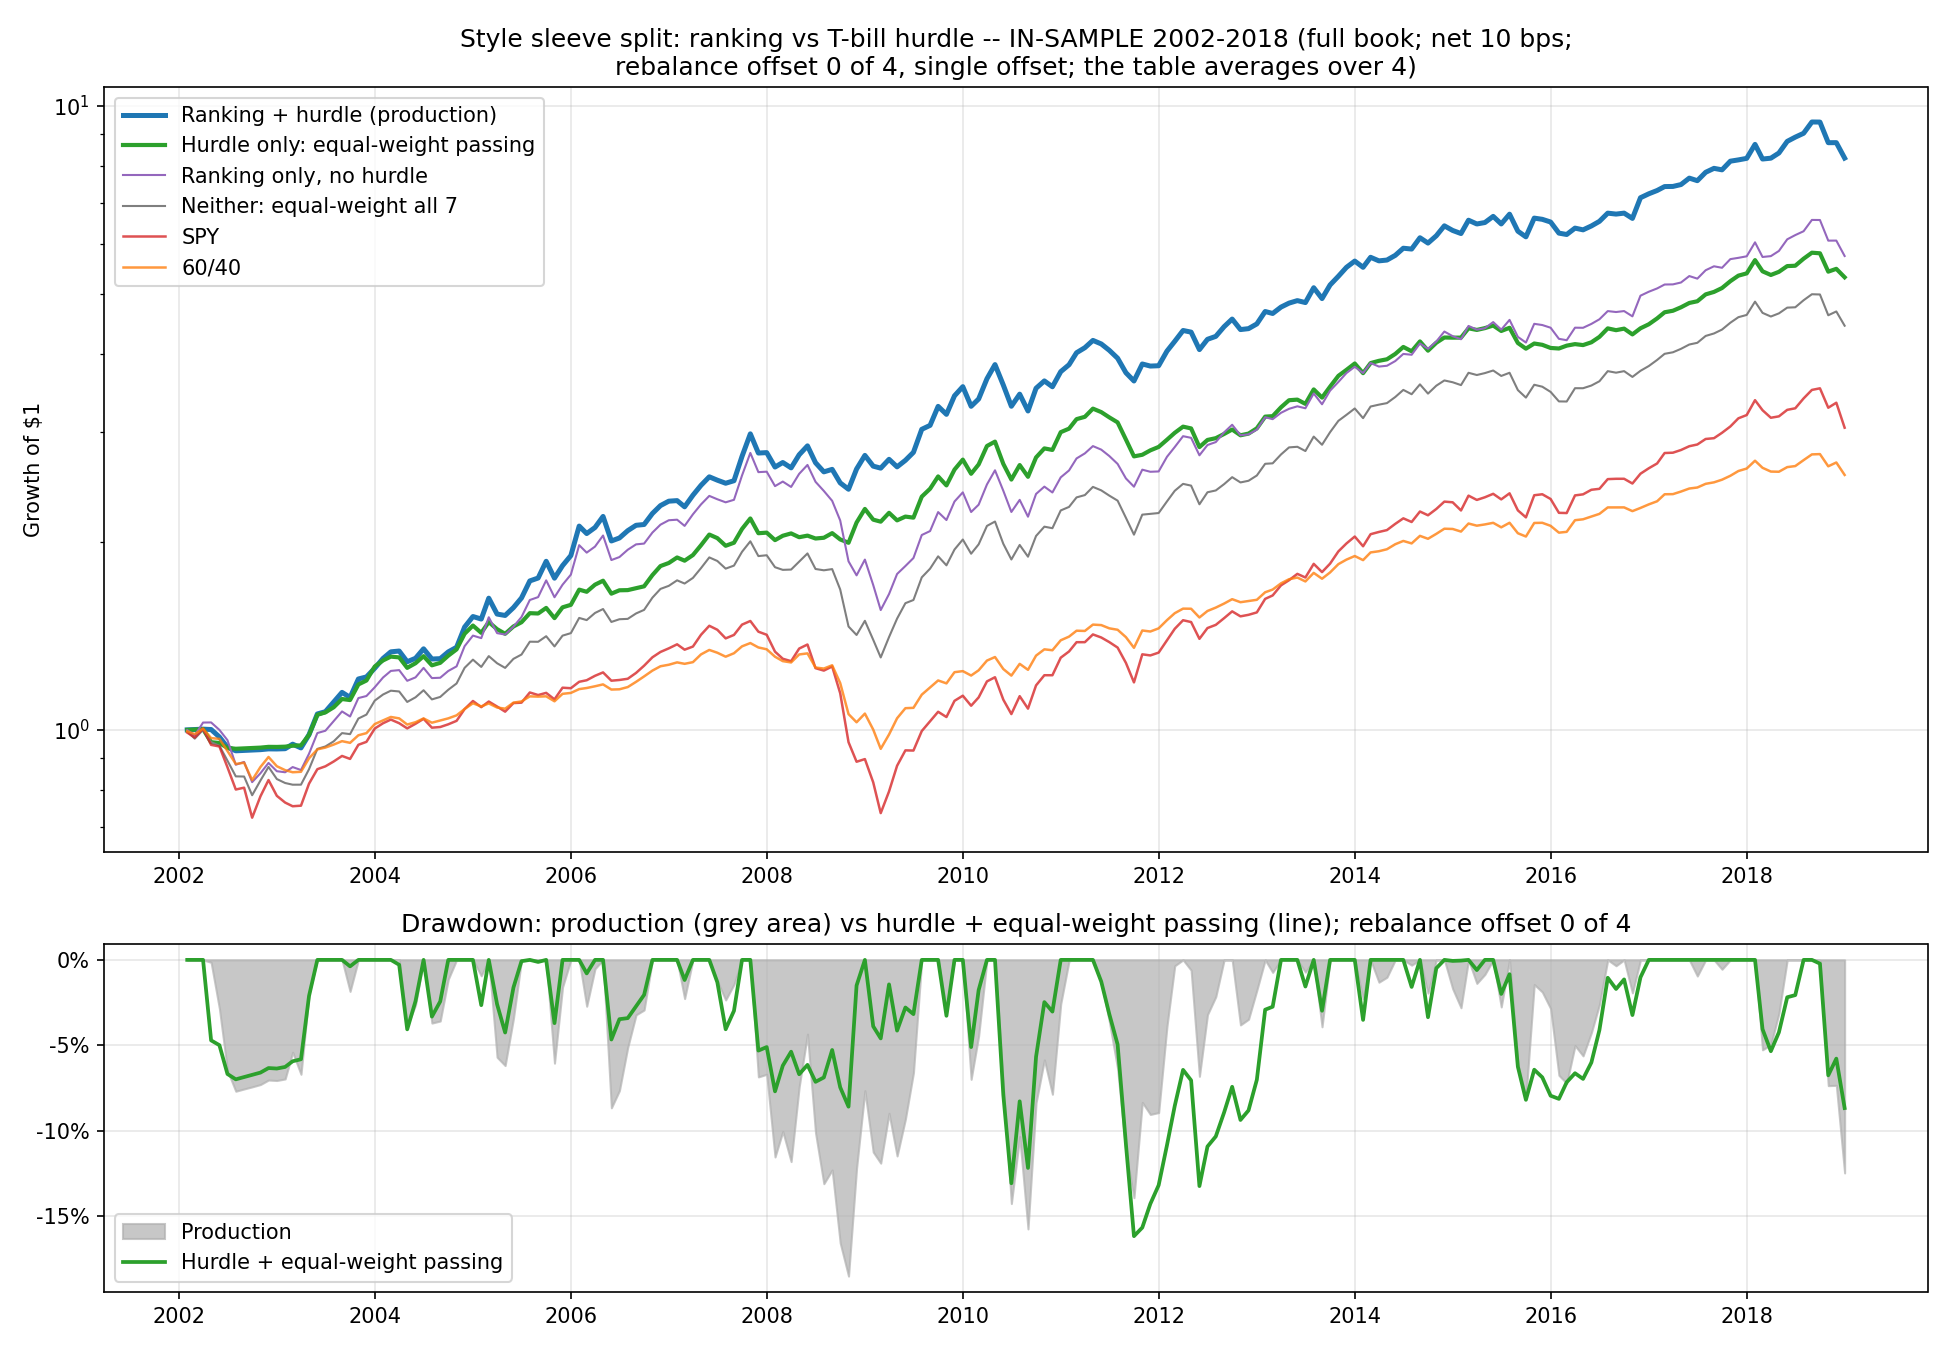 Style sleeve split: ranking vs T-bill hurdle -- IN-SAMPLE 2002-2018 (full book; net 10 bps;
rebalance offset 0 of 4, single offset; the table averages over 4)
Growth of $1
10¹
10⁰
Ranking + hurdle (production)
Hurdle only: equal-weight passing
Ranking only, no hurdle
Neither: equal-weight all 7
SPY
60/40
2002 2004 2006 2008 2010 2012 2014 2016 2018
Drawdown: production (grey area) vs hurdle + equal-weight passing (line); rebalance offset 0 of 4
0%
-5%
-10%
-15%
Production
Hurdle + equal-weight passing
2002 2004 2006 2008 2010 2012 2014 2016 2018